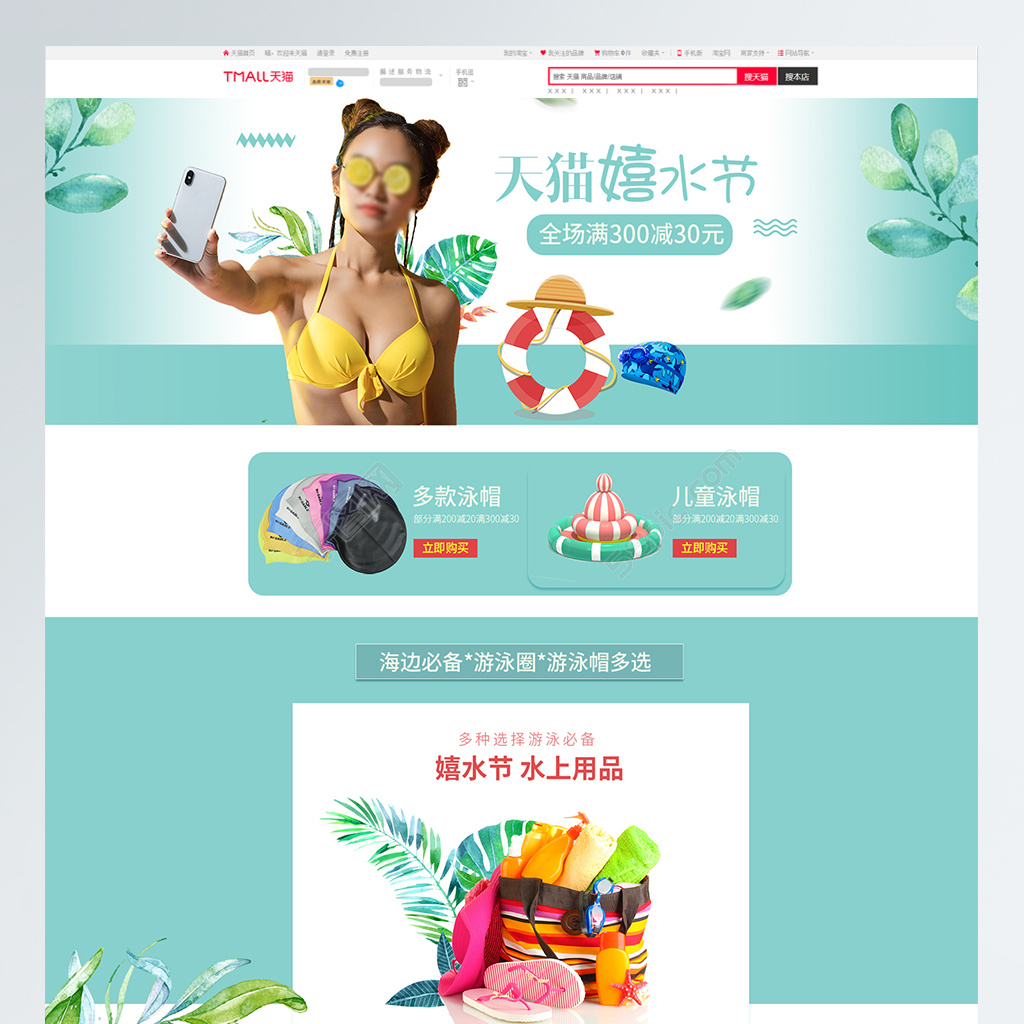 天猫首页 喵，欢迎来天猫 请登录 免费注册
我的淘宝 我关注的品牌 购物车0件 收藏夹 手机版 淘宝网 商家支持 网站导航
TMALL天猫
描 述 服 务 物 流
手机逛
搜索 天猫 商品/品牌/店铺
搜天猫
搜本店
X X X | X X X | X X X | X X X |
天猫嬉水节
全场满300减30元
多款泳帽
部分满200减20满300减30
立即购买
儿童泳帽
部分满200减20满300减30
立即购买
海边必备*游泳圈*游泳帽多选
多种选择游泳必备
嬉水节 水上用品